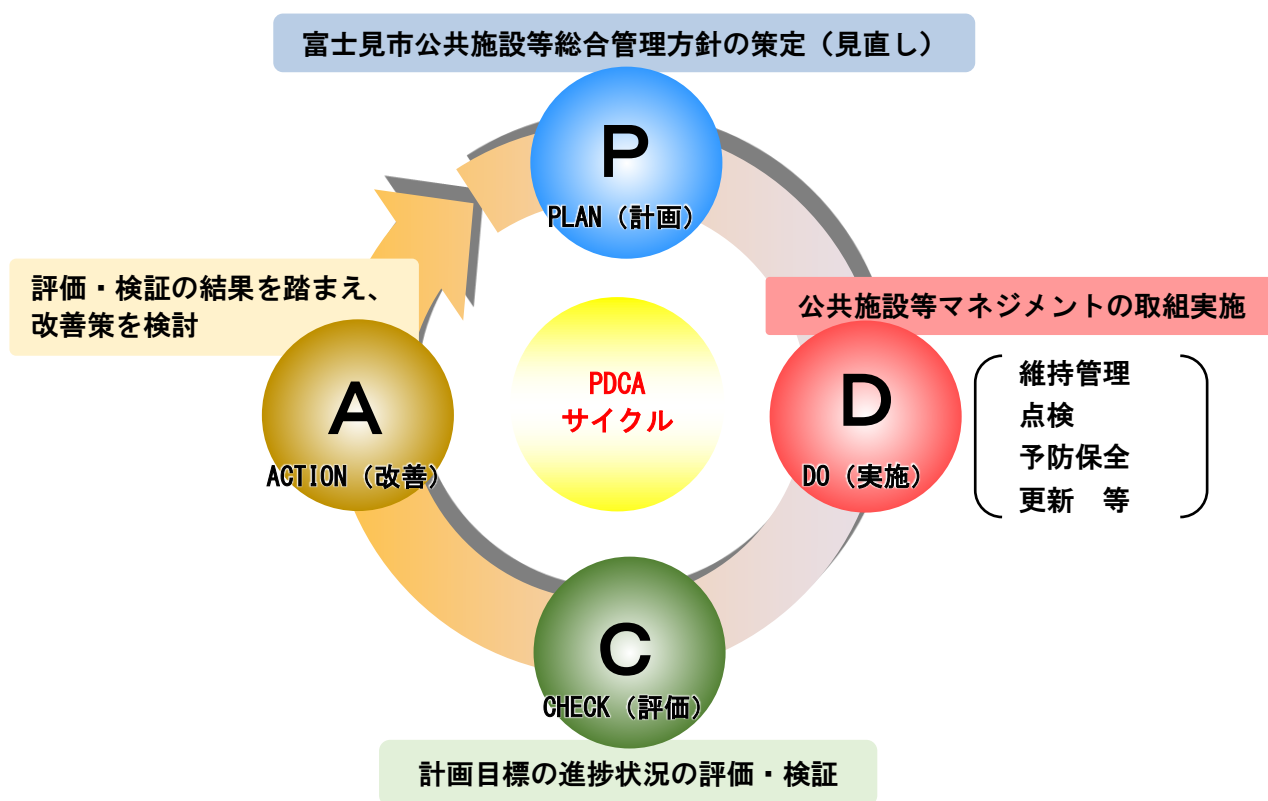 富士見市公共施設等総合管理方針の策定（見直し）
P
PLAN（計画）
評価・検証の結果を踏まえ、
改善策を検討
公共施設等マネジメントの取組実施
PDCA
サイクル
A
ACTION（改善）
D
DO（実施）
維持管理
点検
予防保全
更新　等
C
CHECK（評価）
計画目標の進捗状況の評価・検証